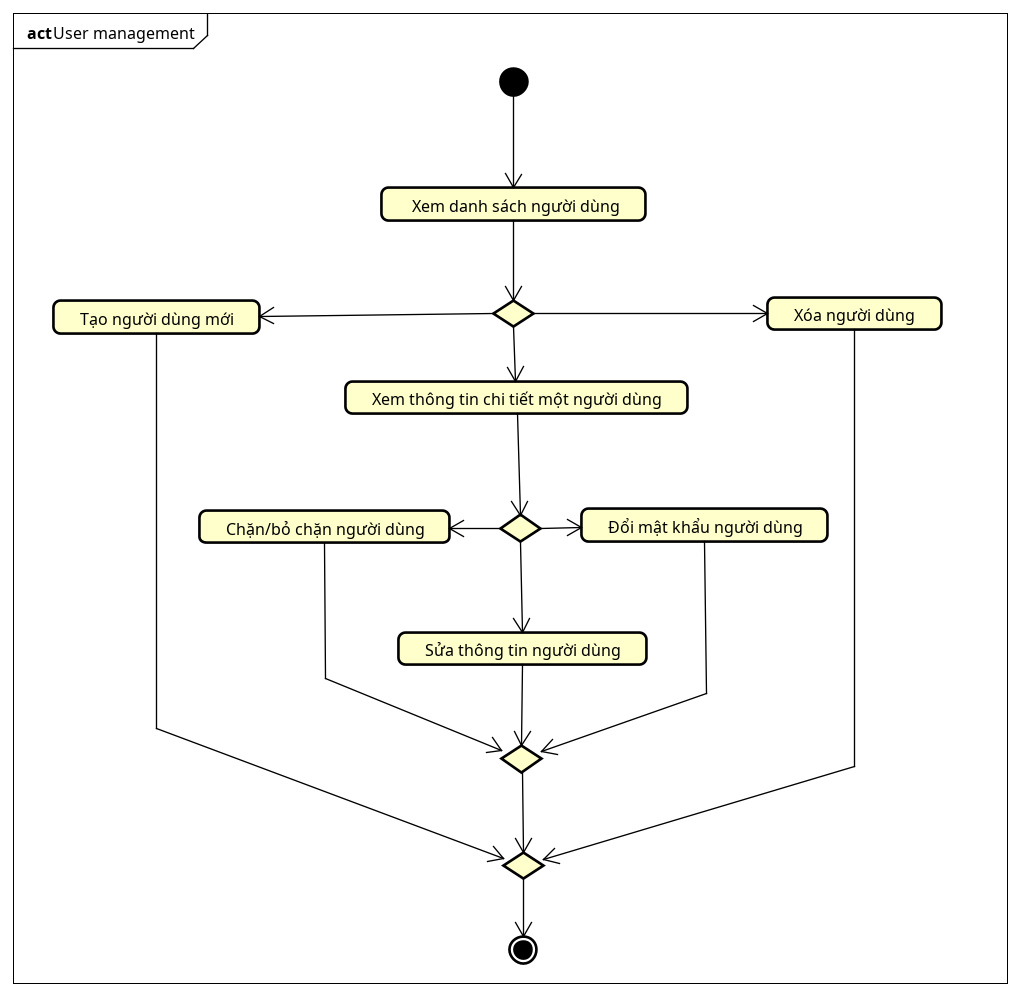 act User management
Xem danh sách người dùng
Tạo người dùng mới
Xóa người dùng
Xem thông tin chi tiết một người dùng
Chặn/bỏ chặn người dùng
Đổi mật khẩu người dùng
Sửa thông tin người dùng